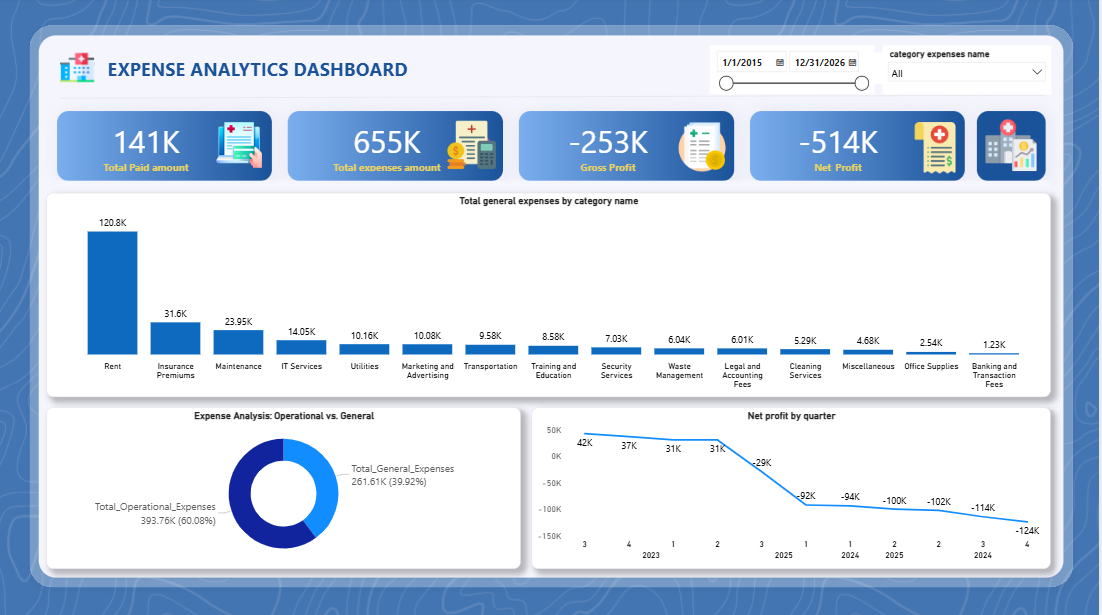 EXPENSE ANALYTICS DASHBOARD
1/1/2015 12/31/2026
category expenses name
All
141K
Total Paid amount
655K
Total expenses amount
-253K
Gross Profit
-514K
Net Profit
Total general expenses by category name
120.8K 31.6K 23.95K 14.05K 10.16K 10.08K 9.58K 8.58K 7.03K 6.04K 6.01K 5.29K 4.68K 2.54K 1.23K
Rent
Insurance
Premiums
Maintenance
IT Services
Utilities
Marketing and
Advertising
Transportation
Training and
Education
Security
Services
Waste
Management
Legal and
Accounting
Fees
Cleaning
Services
Miscellaneous
Office Supplies
Banking and
Transaction
Fees
Expense Analysis: Operational vs. General
Total_General_Expenses
261.61K (39.92%)
Total_Operational_Expenses
393.76K (60.08%)
Net profit by quarter
50K
0K
-50K
-100K
-150K
42K 37K 31K 31K -29K -92K -94K -100K -102K -114K -124K
3 4 1 2 3 1 1 2 2 3 4
2023 2025 2024 2025 2024